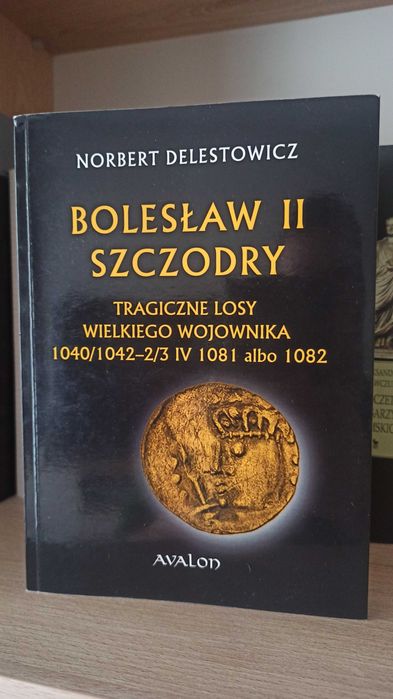 NORBERT DELESTOWICZ
BOLESŁAW II
SZCZODRY
TRAGICZNE LOSY
WIELKIEGO WOJOWNIKA
1040/1042–2/3 IV 1081 albo 1082
AVALON